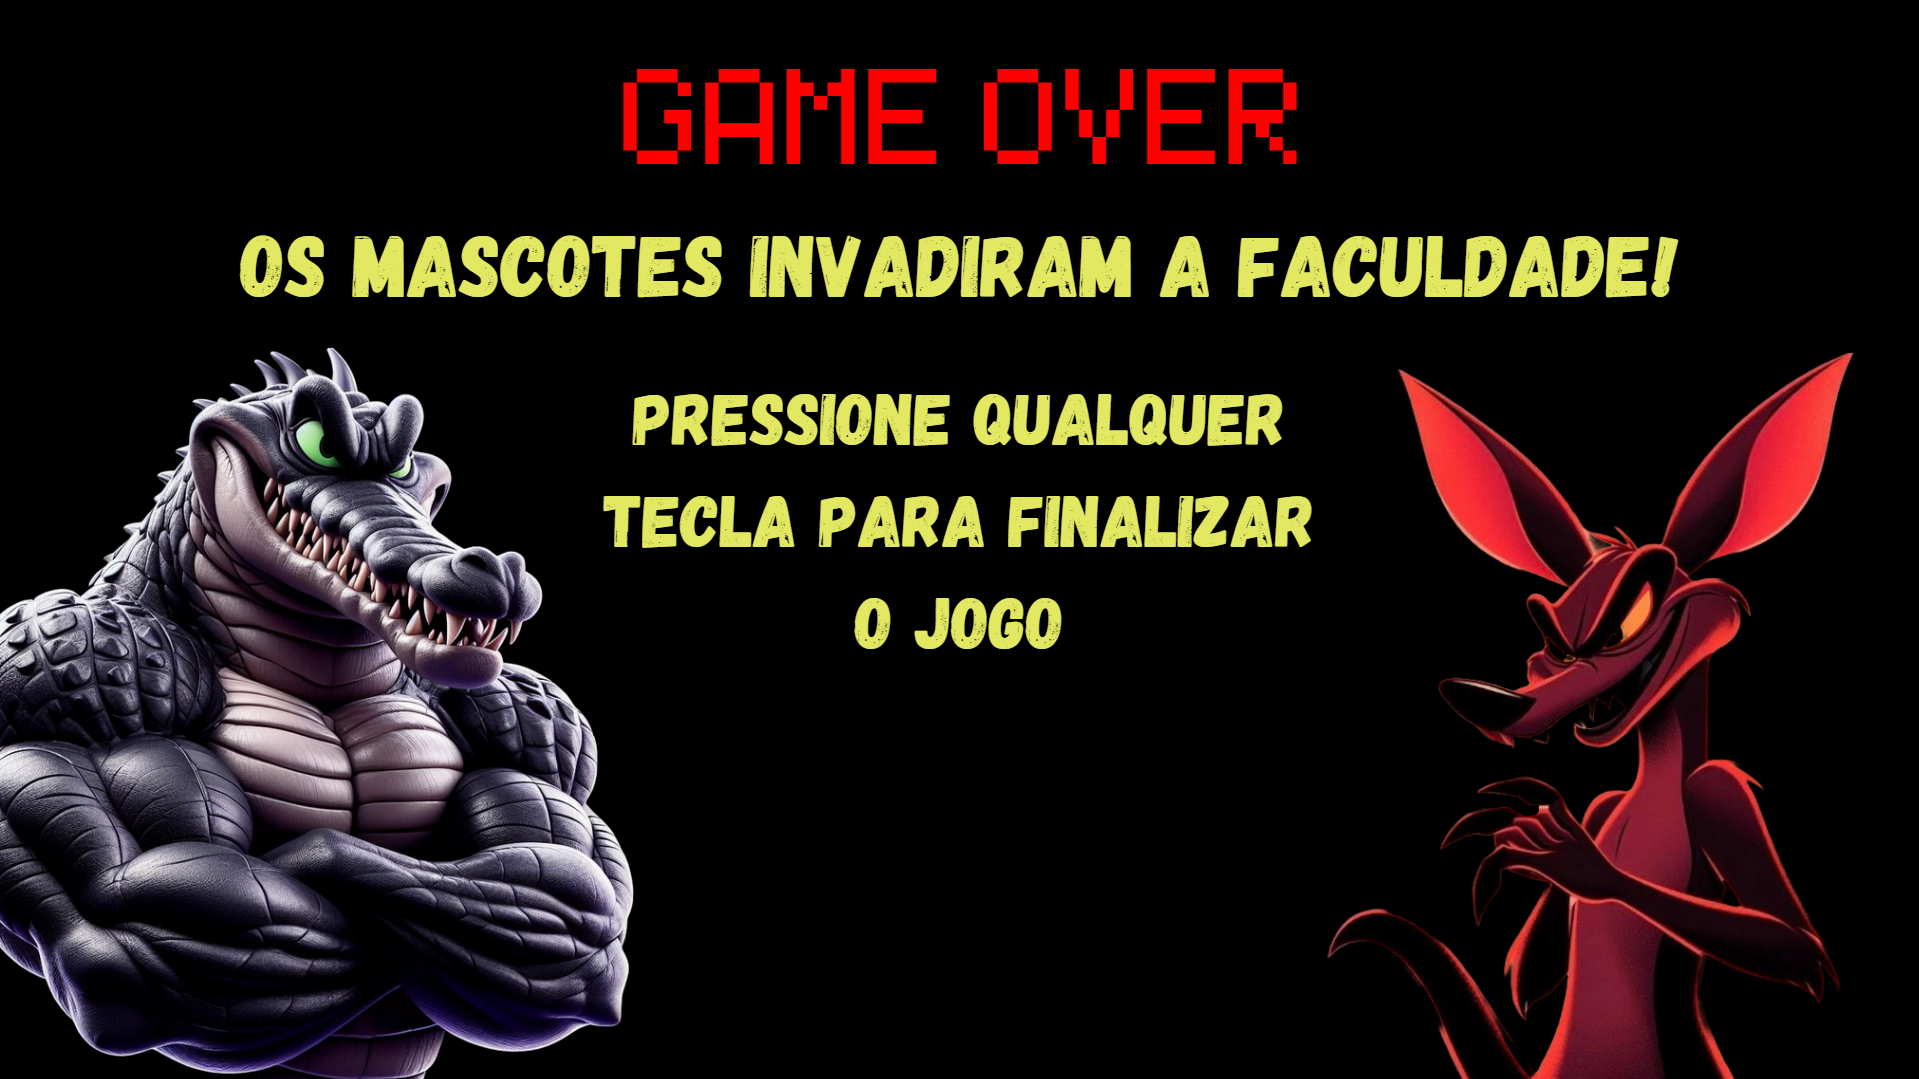 GAME OVER
OS MASCOTES INVADIRAM A FACULDADE!
PRESSIONE QUALQUER
TECLA PARA FINALIZAR
O JOGO